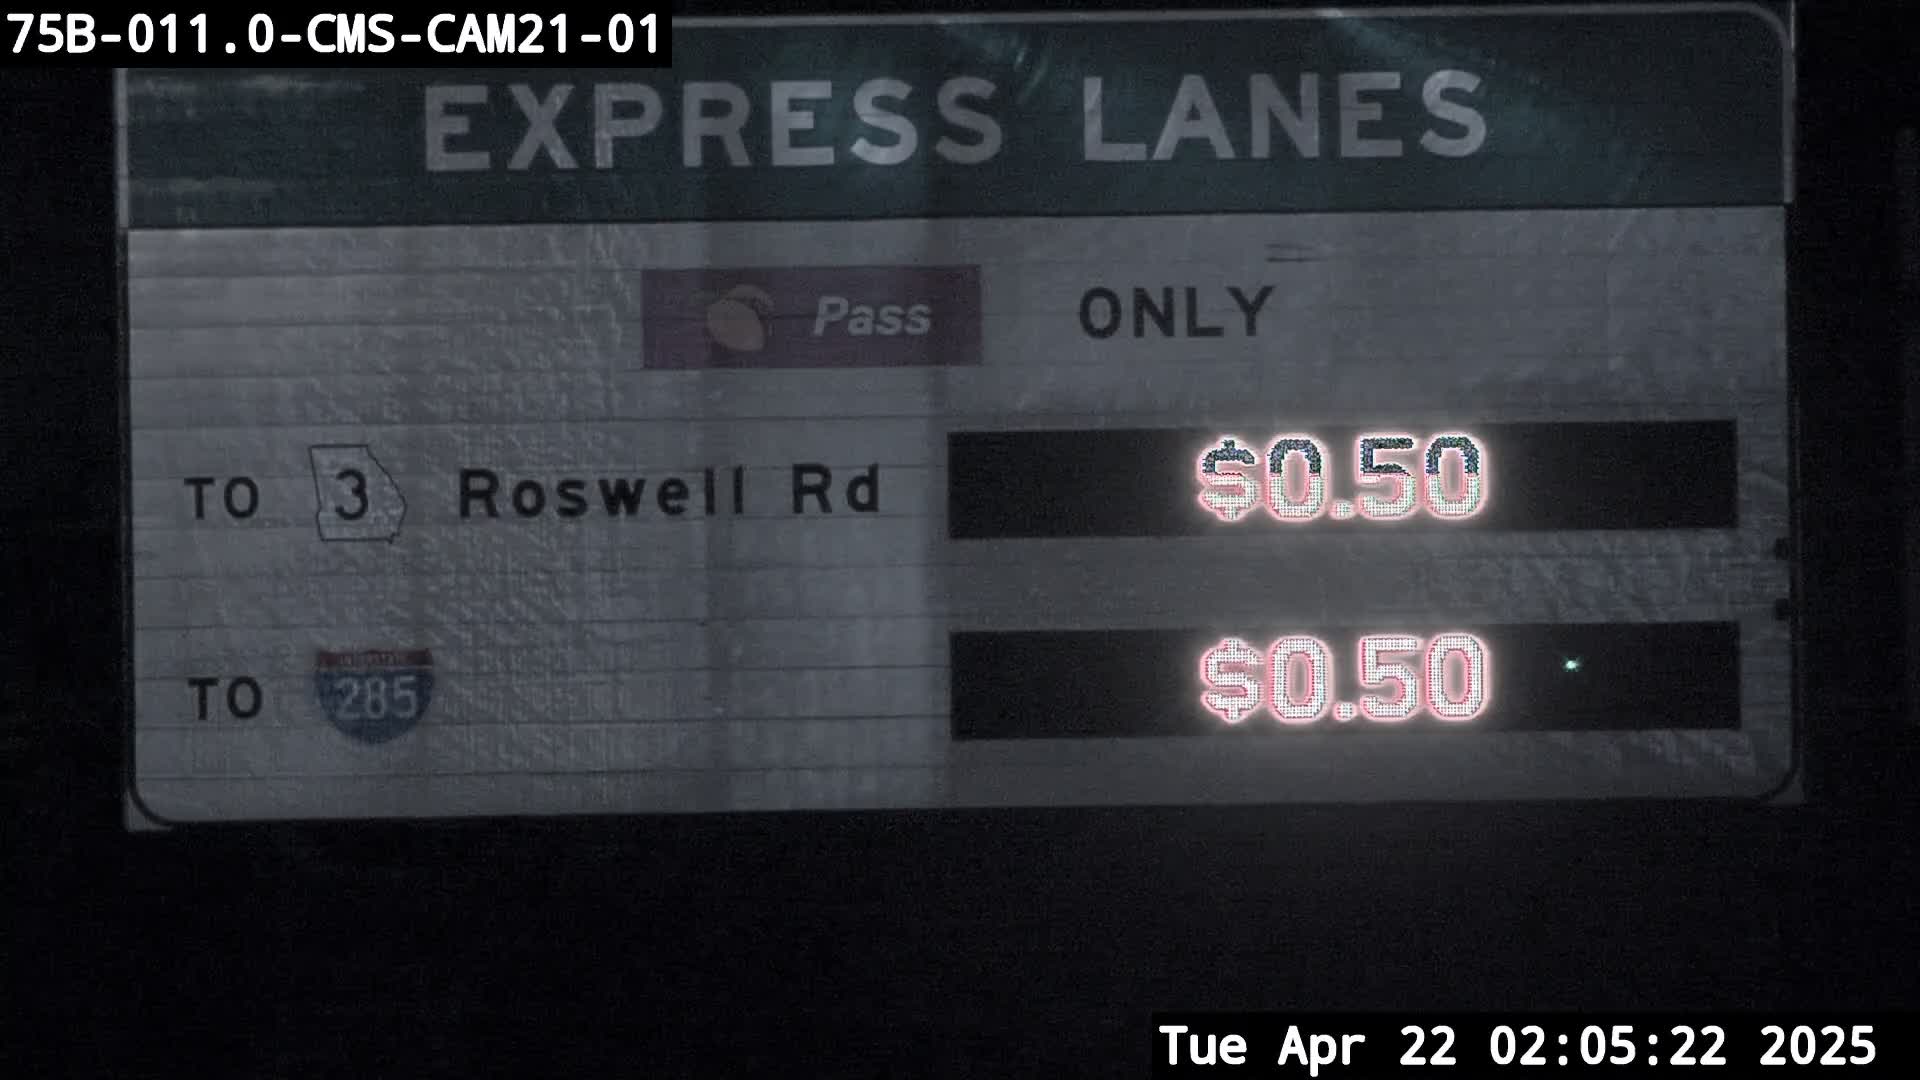 75B-011.0-CMS-CAM21-01
EXPRESS LANES
Pass ONLY
TO 3 Roswell Rd $0.50
TO INTERSTATE 285 $0.50
Tue Apr 22 02:05:22 2025